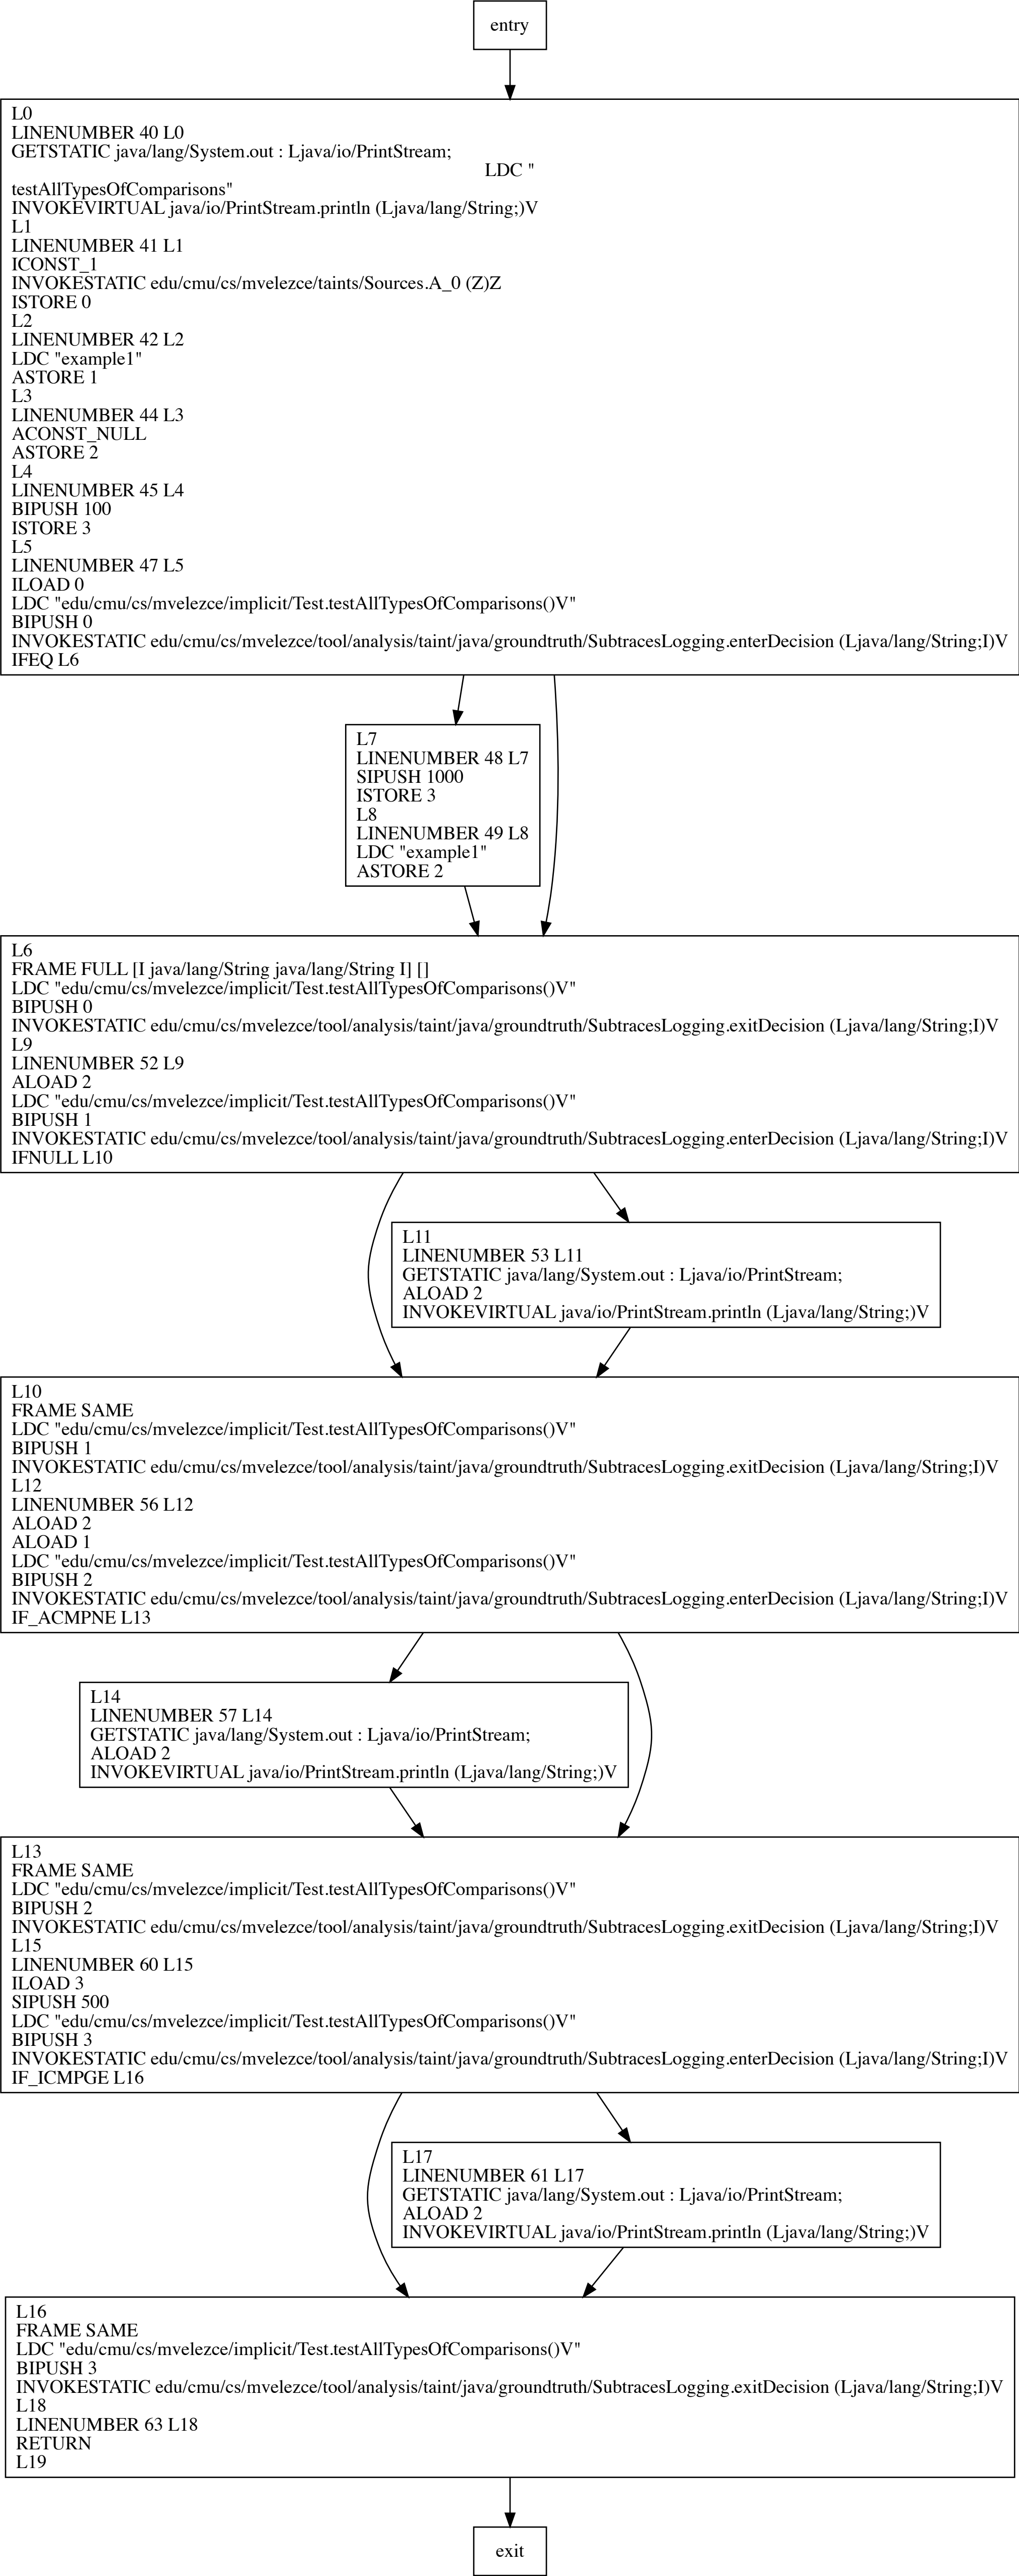 entry
L0
LINENUMBER 40 L0
GETSTATIC java/lang/System.out : Ljava/io/PrintStream;
LDC "
testAllTypesOfComparisons"
INVOKEVIRTUAL java/io/PrintStream.println (Ljava/lang/String;)V
L1
LINENUMBER 41 L1
ICONST_1
INVOKESTATIC edu/cmu/cs/mvelezce/taints/Sources.A_0 (Z)Z
ISTORE 0
L2
LINENUMBER 42 L2
LDC "example1"
ASTORE 1
L3
LINENUMBER 44 L3
ACONST_NULL
ASTORE 2
L4
LINENUMBER 45 L4
BIPUSH 100
ISTORE 3
L5
LINENUMBER 47 L5
ILOAD 0
LDC "edu/cmu/cs/mvelezce/implicit/Test.testAllTypesOfComparisons()V"
BIPUSH 0
INVOKESTATIC edu/cmu/cs/mvelezce/tool/analysis/taint/java/groundtruth/SubtracesLogging.enterDecision (Ljava/lang/String;I)V
IFEQ L6
L7
LINENUMBER 48 L7
SIPUSH 1000
ISTORE 3
L8
LINENUMBER 49 L8
LDC "example1"
ASTORE 2
L6
FRAME FULL [I java/lang/String java/lang/String I] []
LDC "edu/cmu/cs/mvelezce/implicit/Test.testAllTypesOfComparisons()V"
BIPUSH 0
INVOKESTATIC edu/cmu/cs/mvelezce/tool/analysis/taint/java/groundtruth/SubtracesLogging.exitDecision (Ljava/lang/String;I)V
L9
LINENUMBER 52 L9
ALOAD 2
LDC "edu/cmu/cs/mvelezce/implicit/Test.testAllTypesOfComparisons()V"
BIPUSH 1
INVOKESTATIC edu/cmu/cs/mvelezce/tool/analysis/taint/java/groundtruth/SubtracesLogging.enterDecision (Ljava/lang/String;I)V
IFNULL L10
L11
LINENUMBER 53 L11
GETSTATIC java/lang/System.out : Ljava/io/PrintStream;
ALOAD 2
INVOKEVIRTUAL java/io/PrintStream.println (Ljava/lang/String;)V
L10
FRAME SAME
LDC "edu/cmu/cs/mvelezce/implicit/Test.testAllTypesOfComparisons()V"
BIPUSH 1
INVOKESTATIC edu/cmu/cs/mvelezce/tool/analysis/taint/java/groundtruth/SubtracesLogging.exitDecision (Ljava/lang/String;I)V
L12
LINENUMBER 56 L12
ALOAD 2
ALOAD 1
LDC "edu/cmu/cs/mvelezce/implicit/Test.testAllTypesOfComparisons()V"
BIPUSH 2
INVOKESTATIC edu/cmu/cs/mvelezce/tool/analysis/taint/java/groundtruth/SubtracesLogging.enterDecision (Ljava/lang/String;I)V
IF_ACMPNE L13
L14
LINENUMBER 57 L14
GETSTATIC java/lang/System.out : Ljava/io/PrintStream;
ALOAD 2
INVOKEVIRTUAL java/io/PrintStream.println (Ljava/lang/String;)V
L13
FRAME SAME
LDC "edu/cmu/cs/mvelezce/implicit/Test.testAllTypesOfComparisons()V"
BIPUSH 2
INVOKESTATIC edu/cmu/cs/mvelezce/tool/analysis/taint/java/groundtruth/SubtracesLogging.exitDecision (Ljava/lang/String;I)V
L15
LINENUMBER 60 L15
ILOAD 3
SIPUSH 500
LDC "edu/cmu/cs/mvelezce/implicit/Test.testAllTypesOfComparisons()V"
BIPUSH 3
INVOKESTATIC edu/cmu/cs/mvelezce/tool/analysis/taint/java/groundtruth/SubtracesLogging.enterDecision (Ljava/lang/String;I)V
IF_ICMPGE L16
L17
LINENUMBER 61 L17
GETSTATIC java/lang/System.out : Ljava/io/PrintStream;
ALOAD 2
INVOKEVIRTUAL java/io/PrintStream.println (Ljava/lang/String;)V
L16
FRAME SAME
LDC "edu/cmu/cs/mvelezce/implicit/Test.testAllTypesOfComparisons()V"
BIPUSH 3
INVOKESTATIC edu/cmu/cs/mvelezce/tool/analysis/taint/java/groundtruth/SubtracesLogging.exitDecision (Ljava/lang/String;I)V
L18
LINENUMBER 63 L18
RETURN
L19
exit